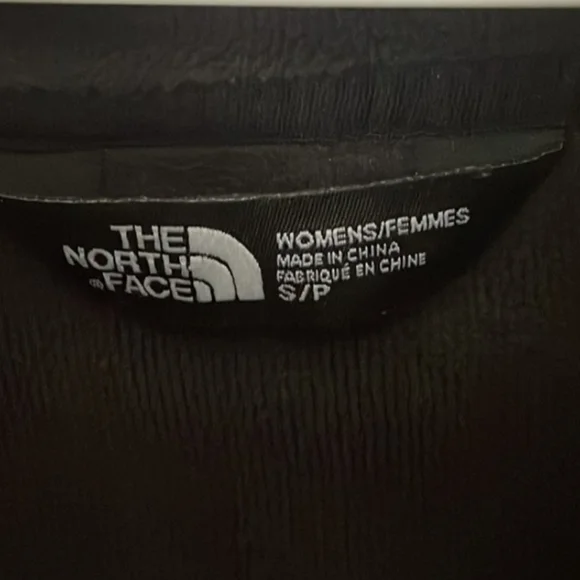 THE
NORTH
FACE
WOMENS/FEMMES
MADE IN CHINA
FABRIQUÉ EN CHINE
S/P